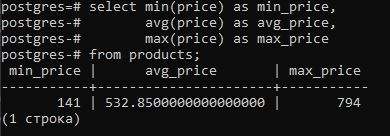 postgres=# select min(price) as min_price,
postgres-#        avg(price) as avg_price,
postgres-#        max(price) as max_price
postgres-# from products;
 min_price |      avg_price       | max_price
-----------+----------------------+-----------
       141 | 532.8500000000000000 |       794
(1 строка)